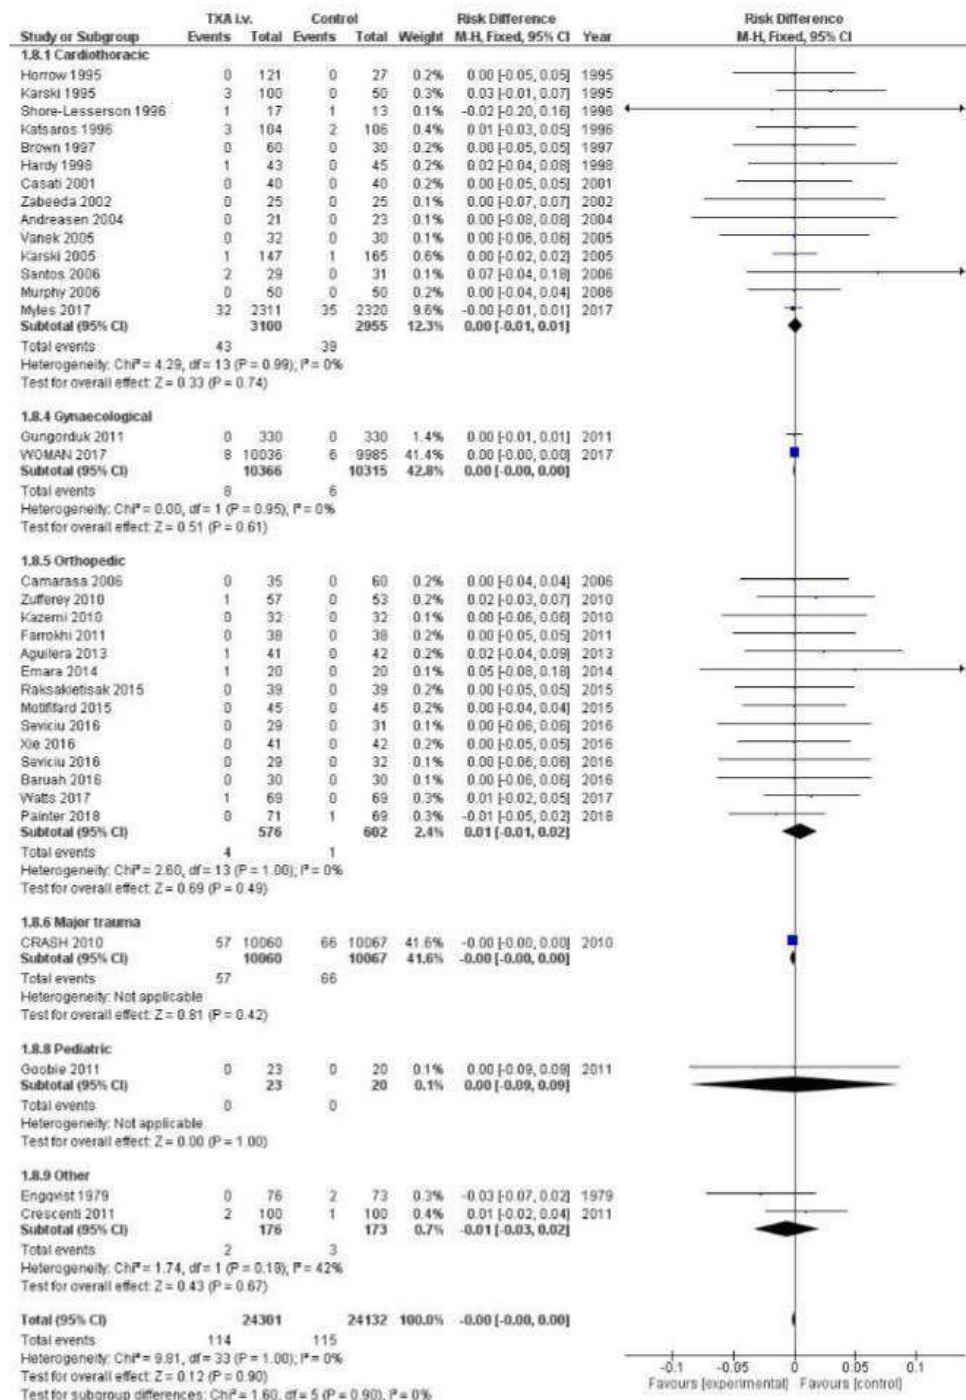 TXA i.v. Control Risk Difference Risk Difference
Study or Subgroup Events Total Events Total Weight M-H, Fixed, 95% CI Year M-H, Fixed, 95% CI
1.8.1 Cardiothoracic
Horrow 1995 0 121 0 27 0.2% 0.00 [-0.05, 0.05] 1995
Karski 1995 3 100 0 50 0.3% 0.03 [-0.01, 0.07] 1995
Shore-Lesserson 1996 1 17 1 13 0.1% -0.02 [-0.20, 0.16] 1996
Katsaros 1996 3 104 2 106 0.4% 0.01 [-0.03, 0.05] 1996
Brown 1997 0 60 0 30 0.2% 0.00 [-0.05, 0.05] 1997
Hardy 1998 1 43 0 45 0.2% 0.02 [-0.04, 0.08] 1998
Casati 2001 0 40 0 40 0.2% 0.00 [-0.05, 0.05] 2001
Zabeeda 2002 0 25 0 25 0.1% 0.00 [-0.07, 0.07] 2002
Andreasen 2004 0 21 0 23 0.1% 0.00 [-0.08, 0.08] 2004
Vanek 2005 0 32 0 30 0.1% 0.00 [-0.06, 0.06] 2005
Karski 2005 1 147 1 165 0.6% 0.00 [-0.02, 0.02] 2005
Santos 2006 2 29 0 31 0.1% 0.07 [-0.04, 0.18] 2006
Murphy 2006 0 50 0 50 0.2% 0.00 [-0.04, 0.04] 2006
Myles 2017 32 2311 35 2320 9.6% -0.00 [-0.01, 0.01] 2017
Subtotal (95% CI) 3100 2955 12.3% 0.00 [-0.01, 0.01]
Total events 43 39
Heterogeneity: Chi² = 4.29, df = 13 (P = 0.99); I² = 0%
Test for overall effect: Z = 0.33 (P = 0.74)
1.8.4 Gynaecological
Gungorduk 2011 0 330 0 330 1.4% 0.00 [-0.01, 0.01] 2011
WOMAN 2017 8 10036 6 9985 41.4% 0.00 [-0.00, 0.00] 2017
Subtotal (95% CI) 10366 10315 42.8% 0.00 [-0.00, 0.00]
Total events 8 6
Heterogeneity: Chi² = 0.00, df = 1 (P = 0.95); I² = 0%
Test for overall effect: Z = 0.51 (P = 0.61)
1.8.5 Orthopedic
Camarasa 2006 0 35 0 60 0.2% 0.00 [-0.04, 0.04] 2006
Zufferey 2010 1 57 0 53 0.2% 0.02 [-0.03, 0.07] 2010
Kazemi 2010 0 32 0 32 0.1% 0.00 [-0.06, 0.06] 2010
Farrokhi 2011 0 38 0 38 0.2% 0.00 [-0.05, 0.05] 2011
Aguilera 2013 1 41 0 42 0.2% 0.02 [-0.04, 0.09] 2013
Emara 2014 1 20 0 20 0.1% 0.05 [-0.08, 0.18] 2014
Raksakietisak 2015 0 39 0 39 0.2% 0.00 [-0.05, 0.05] 2015
Motififard 2015 0 45 0 45 0.2% 0.00 [-0.04, 0.04] 2015
Seviciu 2016 0 29 0 31 0.1% 0.00 [-0.06, 0.06] 2016
Xie 2016 0 41 0 42 0.2% 0.00 [-0.05, 0.05] 2016
Seviciu 2016 0 29 0 32 0.1% 0.00 [-0.06, 0.06] 2016
Baruah 2016 0 30 0 30 0.1% 0.00 [-0.06, 0.06] 2016
Watts 2017 1 69 0 69 0.3% 0.01 [-0.02, 0.05] 2017
Painter 2018 0 71 1 69 0.3% -0.01 [-0.05, 0.02] 2018
Subtotal (95% CI) 576 602 2.4% 0.01 [-0.01, 0.02]
Total events 4 1
Heterogeneity: Chi² = 2.60, df = 13 (P = 1.00); I² = 0%
Test for overall effect: Z = 0.69 (P = 0.49)
1.8.6 Major trauma
CRASH 2010 57 10060 66 10067 41.6% -0.00 [-0.00, 0.00] 2010
Subtotal (95% CI) 10060 10067 41.6% -0.00 [-0.00, 0.00]
Total events 57 66
Heterogeneity: Not applicable
Test for overall effect: Z = 0.81 (P = 0.42)
1.8.8 Pediatric
Goobie 2011 0 23 0 20 0.1% 0.00 [-0.09, 0.09] 2011
Subtotal (95% CI) 23 20 0.1% 0.00 [-0.09, 0.09]
Total events 0 0
Heterogeneity: Not applicable
Test for overall effect: Z = 0.00 (P = 1.00)
1.8.9 Other
Engqvist 1979 0 76 2 73 0.3% -0.03 [-0.07, 0.02] 1979
Crescenti 2011 2 100 1 100 0.4% 0.01 [-0.02, 0.04] 2011
Subtotal (95% CI) 176 173 0.7% -0.01 [-0.03, 0.02]
Total events 2 3
Heterogeneity: Chi² = 1.74, df = 1 (P = 0.19); I² = 42%
Test for overall effect: Z = 0.43 (P = 0.67)
Total (95% CI) 24301 24132 100.0% -0.00 [-0.00, 0.00]
Total events 114 115
Heterogeneity: Chi² = 9.81, df = 33 (P = 1.00); I² = 0%
Test for overall effect: Z = 0.12 (P = 0.90)
Test for subgroup differences: Chi² = 1.60, df = 5 (P = 0.90), I² = 0%
-0.1 -0.05 0 0.05 0.1
Favours [experimental] Favours [control]